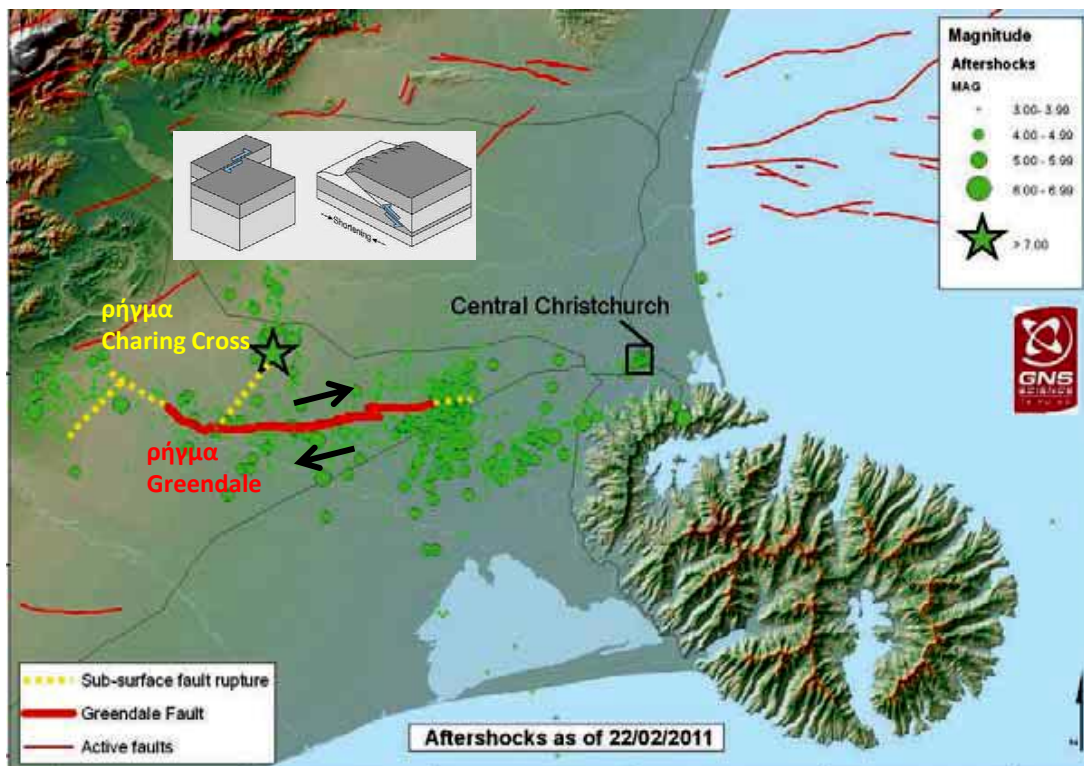 Magnitude
Aftershocks
MAG
3.00- 3.99
4.00 - 4.99
5.00 - 5.99
6.00 - 6.99
> 7.00
Shortening
ρήγμα
Charing Cross
Central Christchurch
GNS
SCIENCE
ρήγμα
Greendale
Sub-surface fault rupture
Greendale Fault
Active faults
Aftershocks as of 22/02/2011